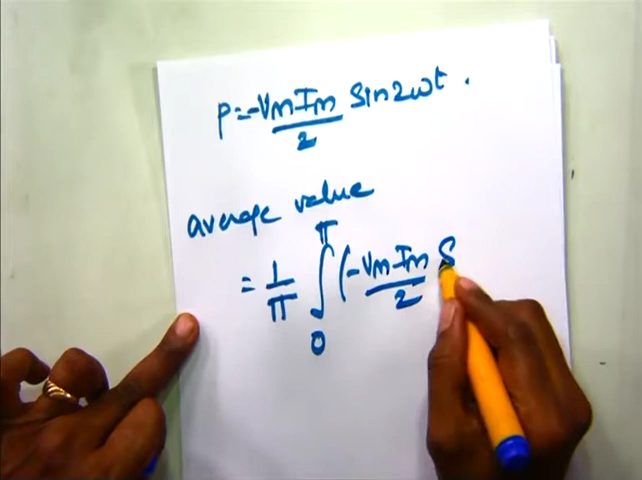 P=-VmIm/2 Sin2ωt.
average value
= 1/π ∫0^π (-VmIm/2 S